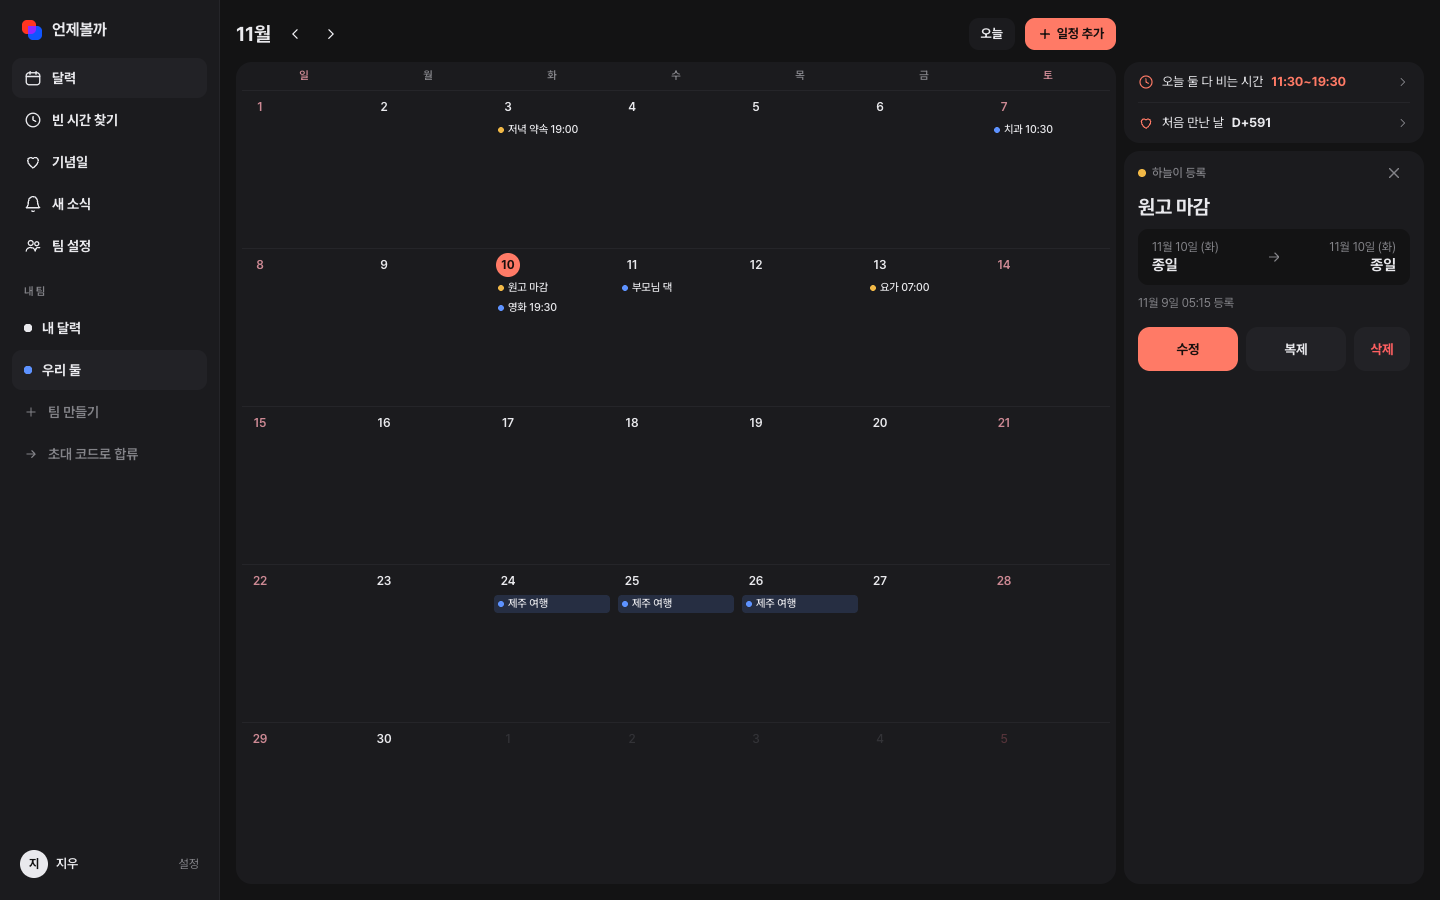 언제볼까
달력
빈 시간 찾기
기념일
새 소식
팀 설정
내 팀
내 달력
우리 둘
팀 만들기
초대 코드로 합류
지 지우 설정
11월
오늘 일정 추가
일 월 화 수 목 금 토
1 2 3 4 5 6 7
저녁 약속 19:00 치과 10:30
8 9 10 11 12 13 14
원고 마감 부모님 댁 요가 07:00
영화 19:30
15 16 17 18 19 20 21
22 23 24 25 26 27 28
제주 여행 제주 여행 제주 여행
29 30 1 2 3 4 5
오늘 둘 다 비는 시간 11:30~19:30
처음 만난 날 D+591
하늘이 등록
원고 마감
11월 10일 (화) 11월 10일 (화)
종일 종일
11월 9일 05:15 등록
수정 복제 삭제